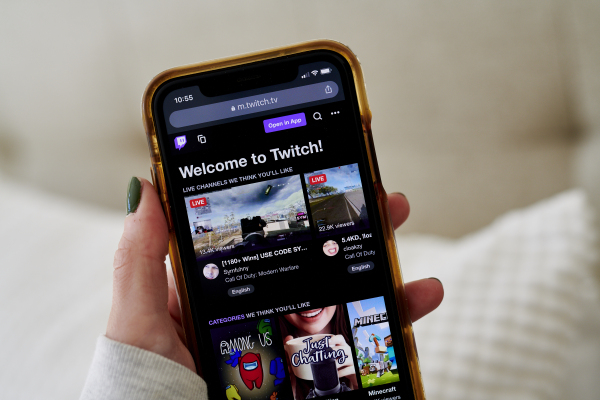 10:55
m.twitch.tv
Open in App
Welcome to Twitch!
LIVE CHANNELS WE THINK YOU'LL LIKE
LIVE
LIVE
13.4K viewers
22.8K viewers
[1180+ Wins] USE CODE SY...
Symfuhny
Call Of Duty: Modern Warfare
English
5.4KD,
cloakzy
Call Of Duty:
English
CATEGORIES WE THINK YOU'LL LIKE
AMONG US
Just
Chatting
MINEC
Minecraft
viewers